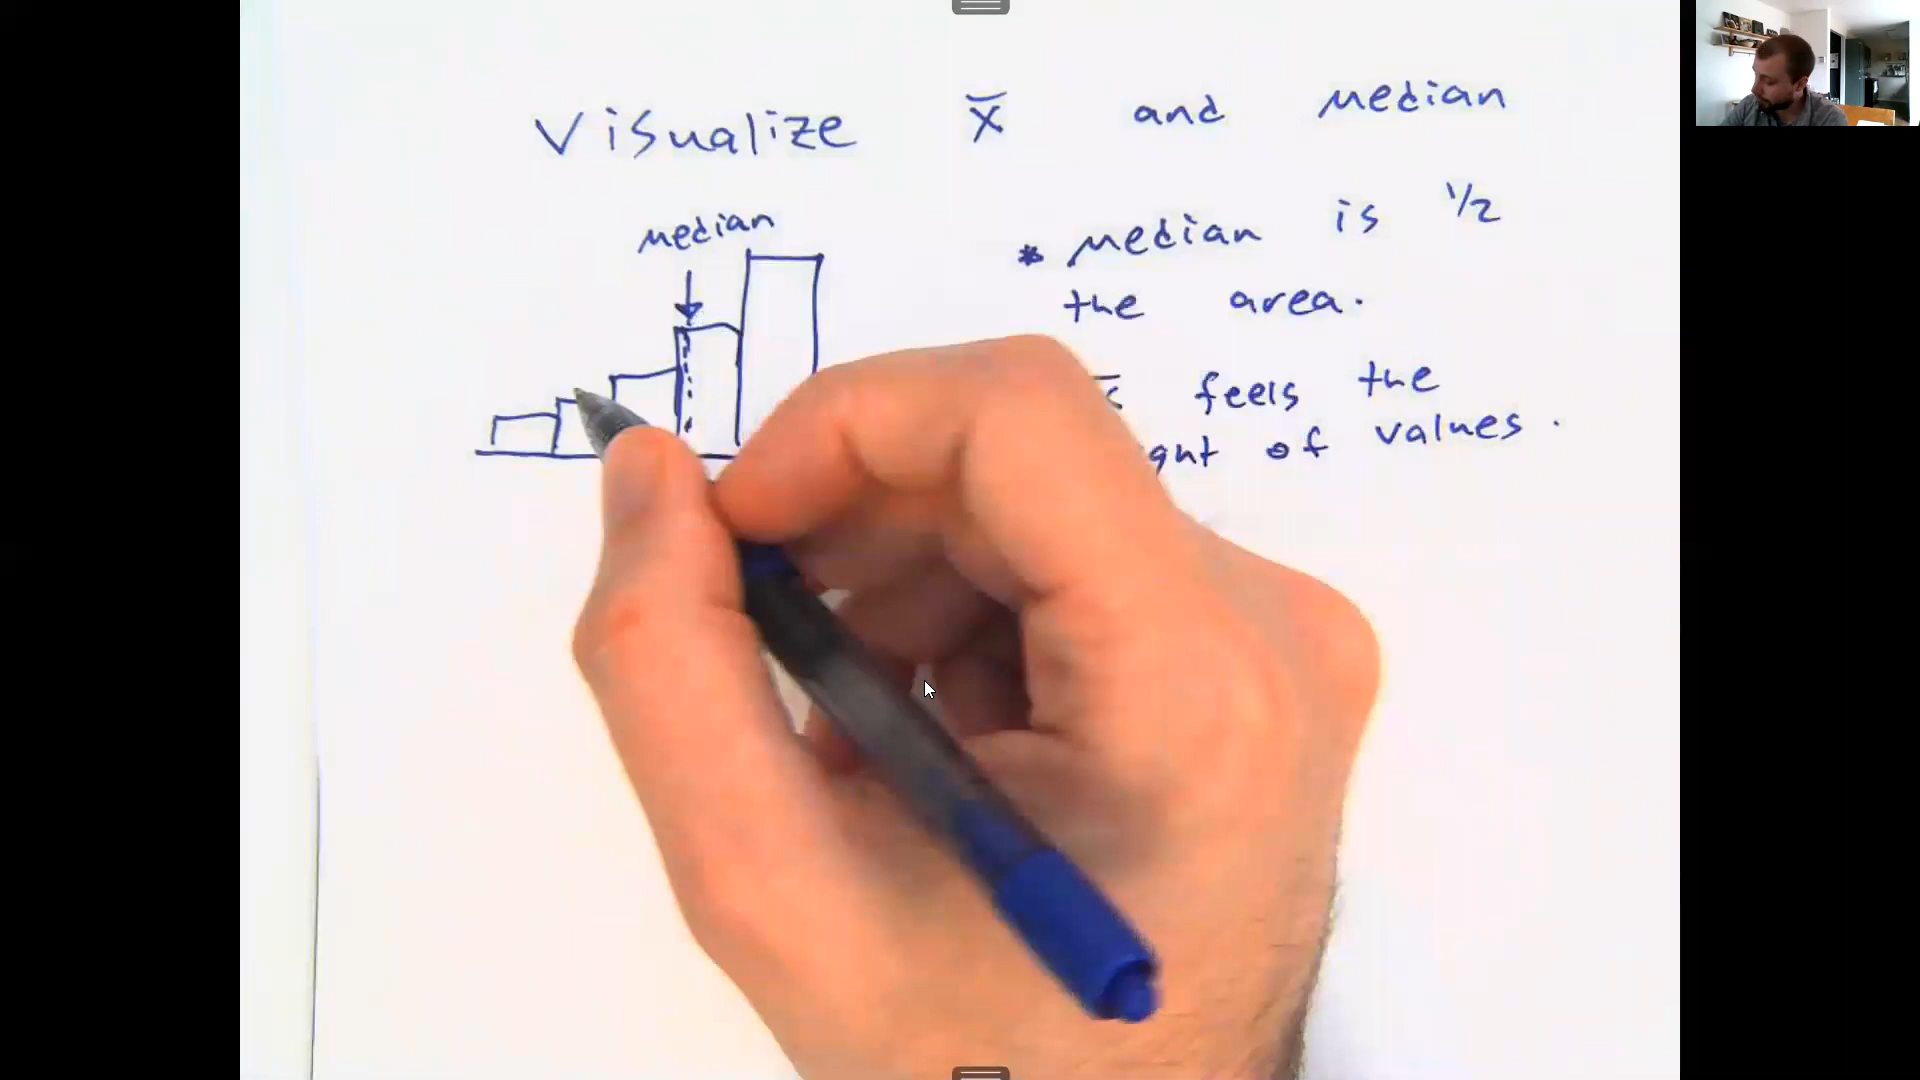 Visualize x̄ and median
median
* median is 1/2
the area.
feels the
of values.